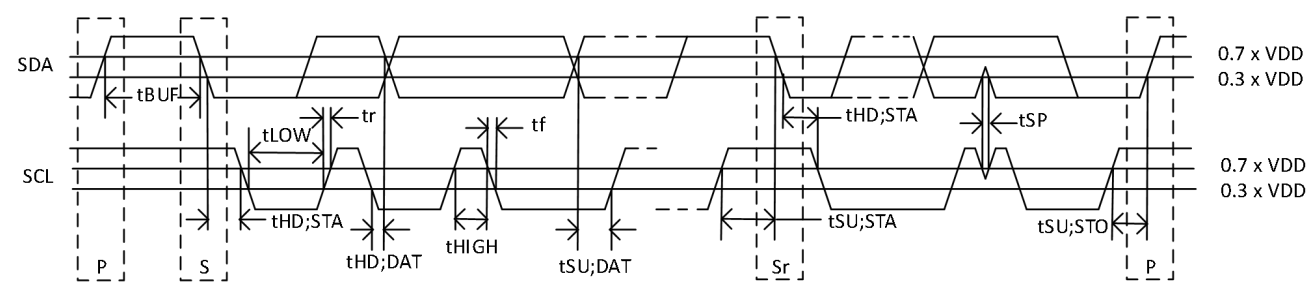 SDA
0.7 x VDD
0.3 x VDD
tBUF
tLOW
tr
tf
tHD;STA
tSP
SCL
0.7 x VDD
0.3 x VDD
tHD;STA
tHD;DAT
tHIGH
tSU;DAT
tSU;STA
tSU;STO
P
S
Sr
P